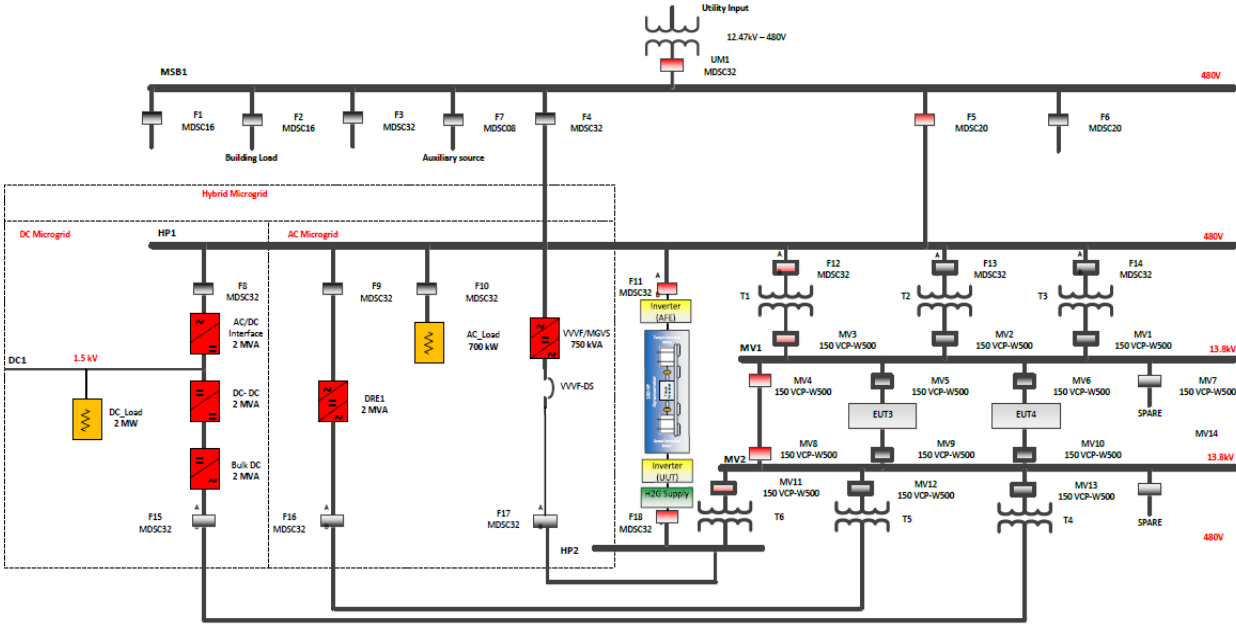 Utility Input
12.47kV – 480V
UM1
MDSC32
MSB1
480V
F1
MDSC16
F2
MDSC16
F3
MDSC32
F7
MDSC08
F4
MDSC32
F5
MDSC20
F6
MDSC20
Building Load
Auxiliary source
Hybrid Microgrid
DC Microgrid
HP1
AC Microgrid
480V
F8
MDSC32
F9
MDSC32
F10
MDSC32
A
F11
MDSC32
A
F12
MDSC32
A
F13
MDSC32
A
F14
MDSC32
T1
T2
T3
AC/DC
Interface
2 MVA
AC_Load
700 kW
VVVF/MGVS
750 kVA
Inverter
(AFE)
MV3
150 VCP-W500
MV2
150 VCP-W500
MV1
150 VCP-W500
DC1
1.5 kV
MV1
13.8kV
VVVF-DS
MV4
150 VCP-W500
MV5
150 VCP-W500
MV6
150 VCP-W500
MV7
150 VCP-W500
DC_Load
2 MW
DC- DC
2 MVA
DRE1
2 MVA
EUT3
EUT4
SPARE
MV8
150 VCP-W500
MV9
150 VCP-W500
MV10
150 VCP-W500
MV14
13.8kV
MV2
Bulk DC
2 MVA
Inverter
(UUT)
H2G Supply
MV11
150 VCP-W500
MV12
150 VCP-W500
MV13
150 VCP-W500
A
F15
MDSC32
A
F16
MDSC32
A
F17
MDSC32
A
F18
MDSC32
T6
T5
T4
SPARE
HP2
480V